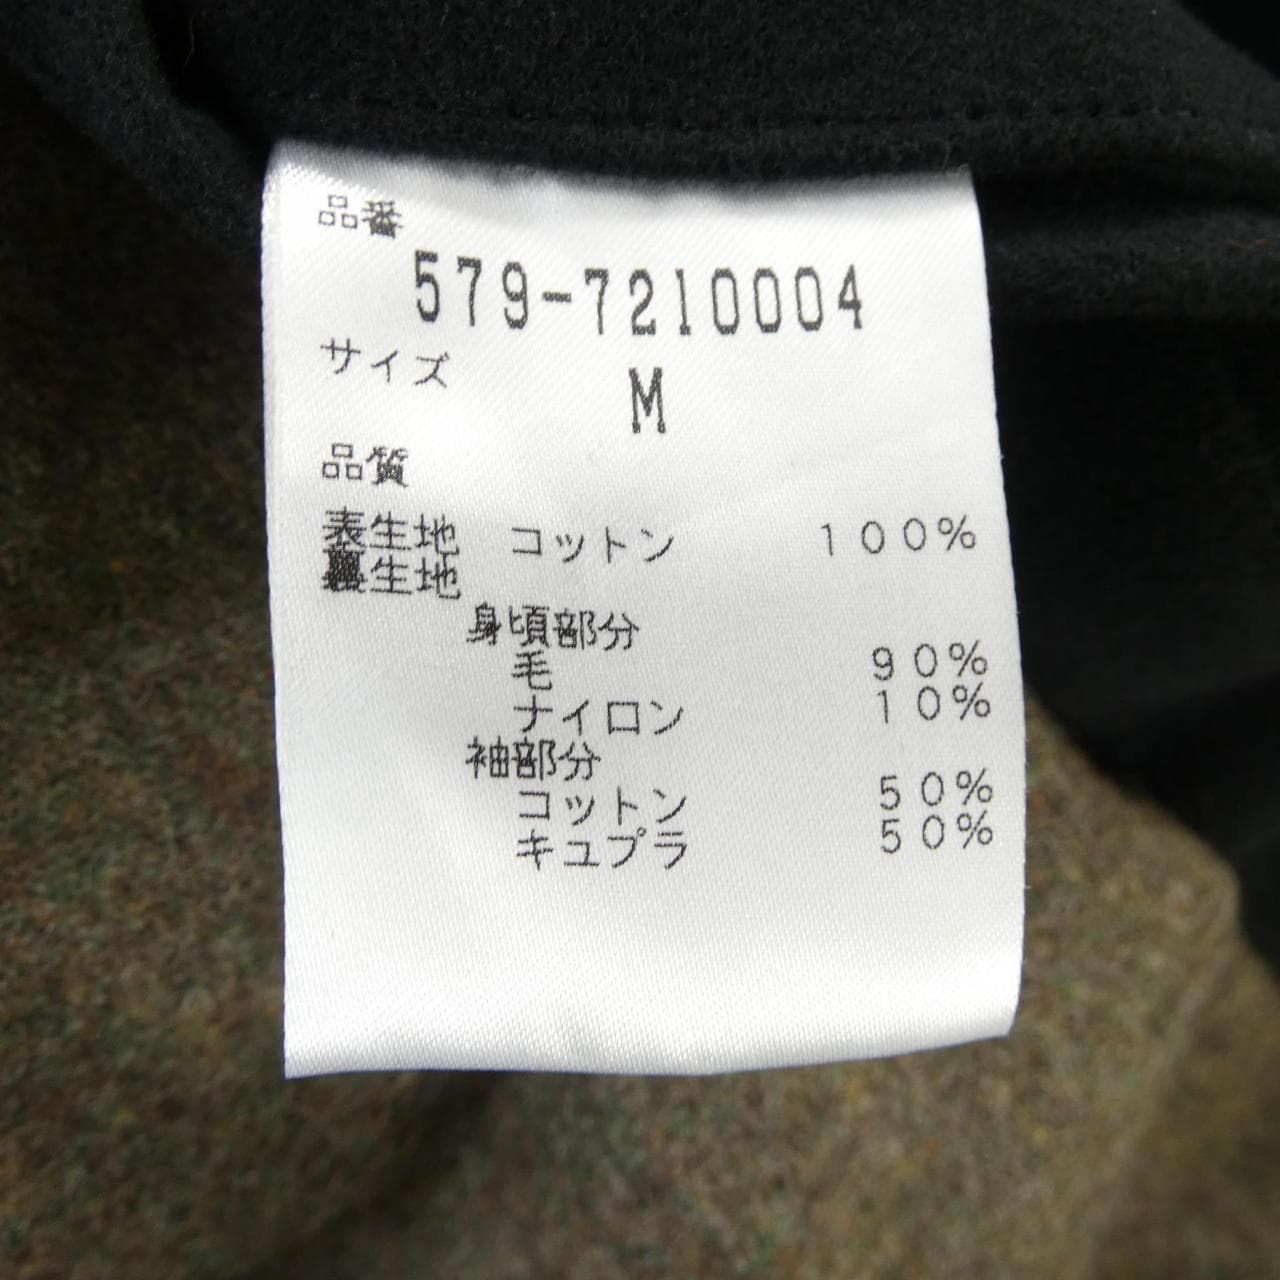 品番
579-7210004
サイズ
M
品質
表生地 コットン 100%
裏生地
身頃部分
毛 90%
ナイロン 10%
袖部分
コットン 50%
キュプラ 50%